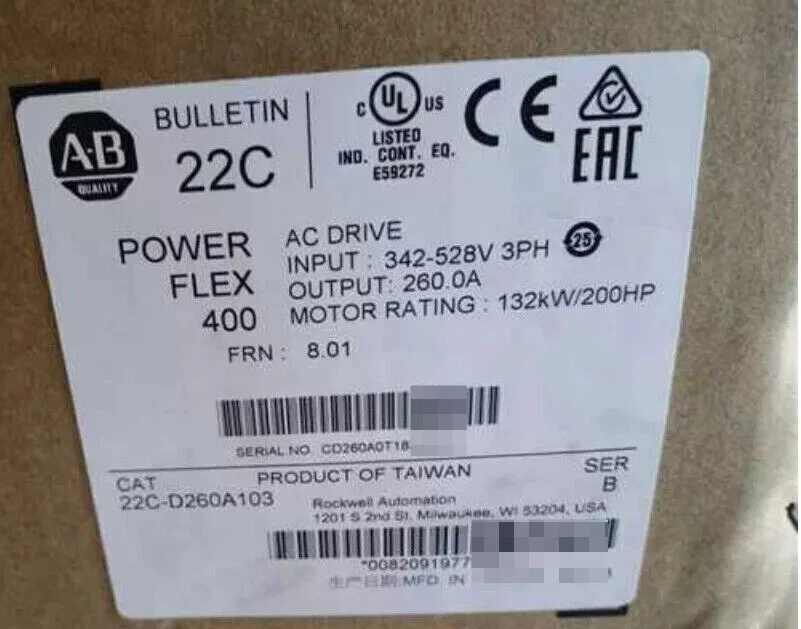 A-B
QUALITY
BULLETIN
22C
C UL US
LISTED
IND. CONT. EQ.
E59272
CE
EAC
POWER
FLEX
400
AC DRIVE
INPUT : 342-528V 3PH
25
OUTPUT: 260.0A
MOTOR RATING : 132kW/200HP
FRN : 8.01
SERIAL NO. CD260A0T18
PRODUCT OF TAIWAN
CAT
22C-D260A103
SER
B
Rockwell Automation
1201 S 2nd St. Milwaukee, WI 53204, USA
*0082091977
生产日期:MFD. IN